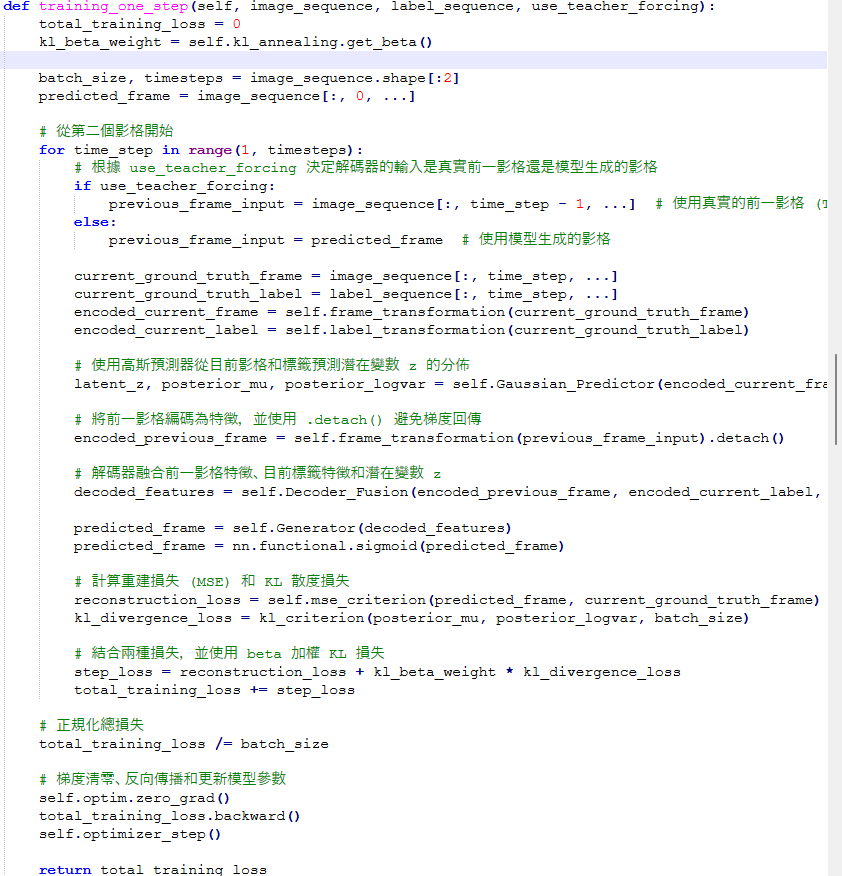 def training_one_step(self, image_sequence, label_sequence, use_teacher_forcing):
    total_training_loss = 0
    kl_beta_weight = self.kl_annealing.get_beta()

    batch_size, timesteps = image_sequence.shape[:2]
    predicted_frame = image_sequence[:, 0, ...]

    # 從第二個影格開始
    for time_step in range(1, timesteps):
        # 根據 use_teacher_forcing 決定解碼器的輸入是真實前一影格還是模型生成的影格
        if use_teacher_forcing:
            previous_frame_input = image_sequence[:, time_step - 1, ...]  # 使用真實的前一影格 (T
        else:
            previous_frame_input = predicted_frame  # 使用模型生成的影格

        current_ground_truth_frame = image_sequence[:, time_step, ...]
        current_ground_truth_label = label_sequence[:, time_step, ...]
        encoded_current_frame = self.frame_transformation(current_ground_truth_frame)
        encoded_current_label = self.label_transformation(current_ground_truth_label)

        # 使用高斯預測器從目前影格和標籤預測潛在變數 z 的分佈
        latent_z, posterior_mu, posterior_logvar = self.Gaussian_Predictor(encoded_current_fra

        # 將前一影格編碼為特徵, 並使用 .detach() 避免梯度回傳
        encoded_previous_frame = self.frame_transformation(previous_frame_input).detach()

        # 解碼器融合前一影格特徵、目前標籤特徵和潛在變數 z
        decoded_features = self.Decoder_Fusion(encoded_previous_frame, encoded_current_label,

        predicted_frame = self.Generator(decoded_features)
        predicted_frame = nn.functional.sigmoid(predicted_frame)

        # 計算重建損失 (MSE) 和 KL 散度損失
        reconstruction_loss = self.mse_criterion(predicted_frame, current_ground_truth_frame)
        kl_divergence_loss = kl_criterion(posterior_mu, posterior_logvar, batch_size)

        # 結合兩種損失, 並使用 beta 加權 KL 損失
        step_loss = reconstruction_loss + kl_beta_weight * kl_divergence_loss
        total_training_loss += step_loss

    # 正規化總損失
    total_training_loss /= batch_size

    # 梯度清零、反向傳播和更新模型參數
    self.optim.zero_grad()
    total_training_loss.backward()
    self.optimizer_step()

    return total_training_loss